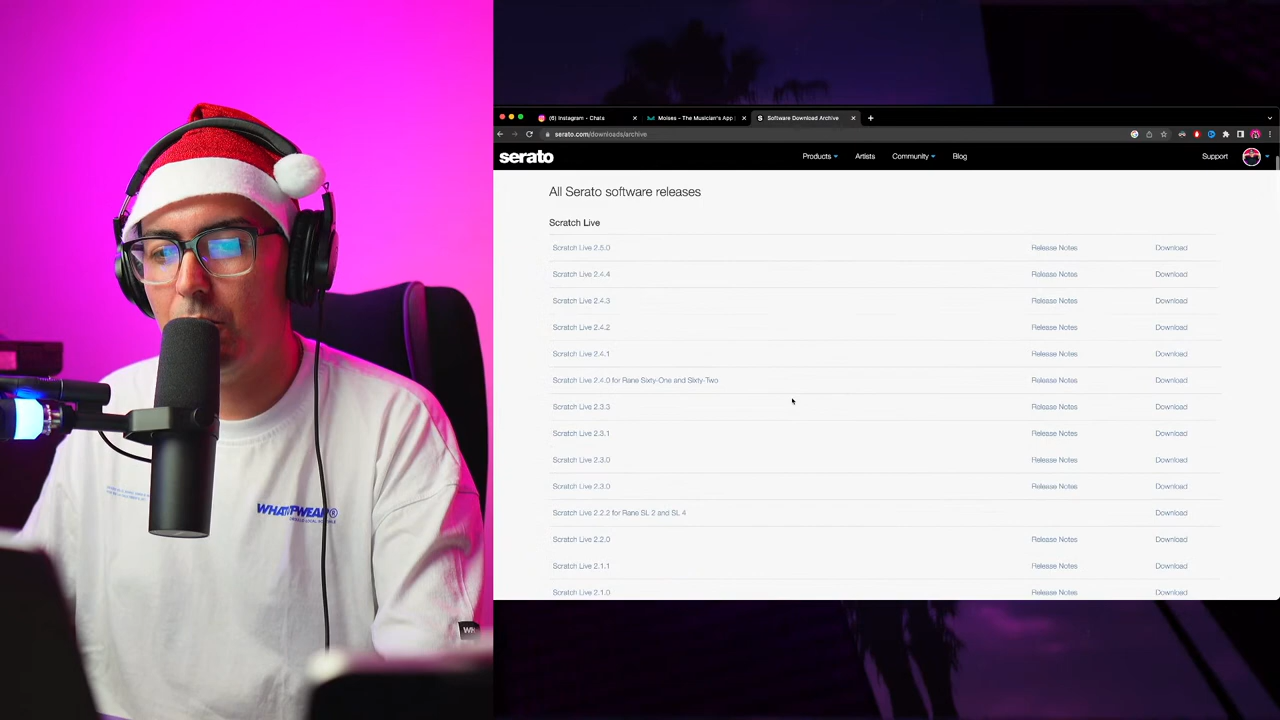 (6) Instagram - Chats
Moises - The Musician's App |
Software Download Archive
serato.com/downloads/archive
serato
Products
Artists
Community
Blog
Support
All Serato software releases
Scratch Live
Scratch Live 2.5.0 Release Notes Download
Scratch Live 2.4.4 Release Notes Download
Scratch Live 2.4.3 Release Notes Download
Scratch Live 2.4.2 Release Notes Download
Scratch Live 2.4.1 Release Notes Download
Scratch Live 2.4.0 for Rane Sixty-One and Sixty-Two Release Notes Download
Scratch Live 2.3.3 Release Notes Download
Scratch Live 2.3.1 Release Notes Download
Scratch Live 2.3.0 Release Notes Download
Scratch Live 2.3.0 Release Notes Download
Scratch Live 2.2.2 for Rane SL 2 and SL 4 Download
Scratch Live 2.2.0 Release Notes Download
Scratch Live 2.1.1 Release Notes Download
Scratch Live 2.1.0 Release Notes Download